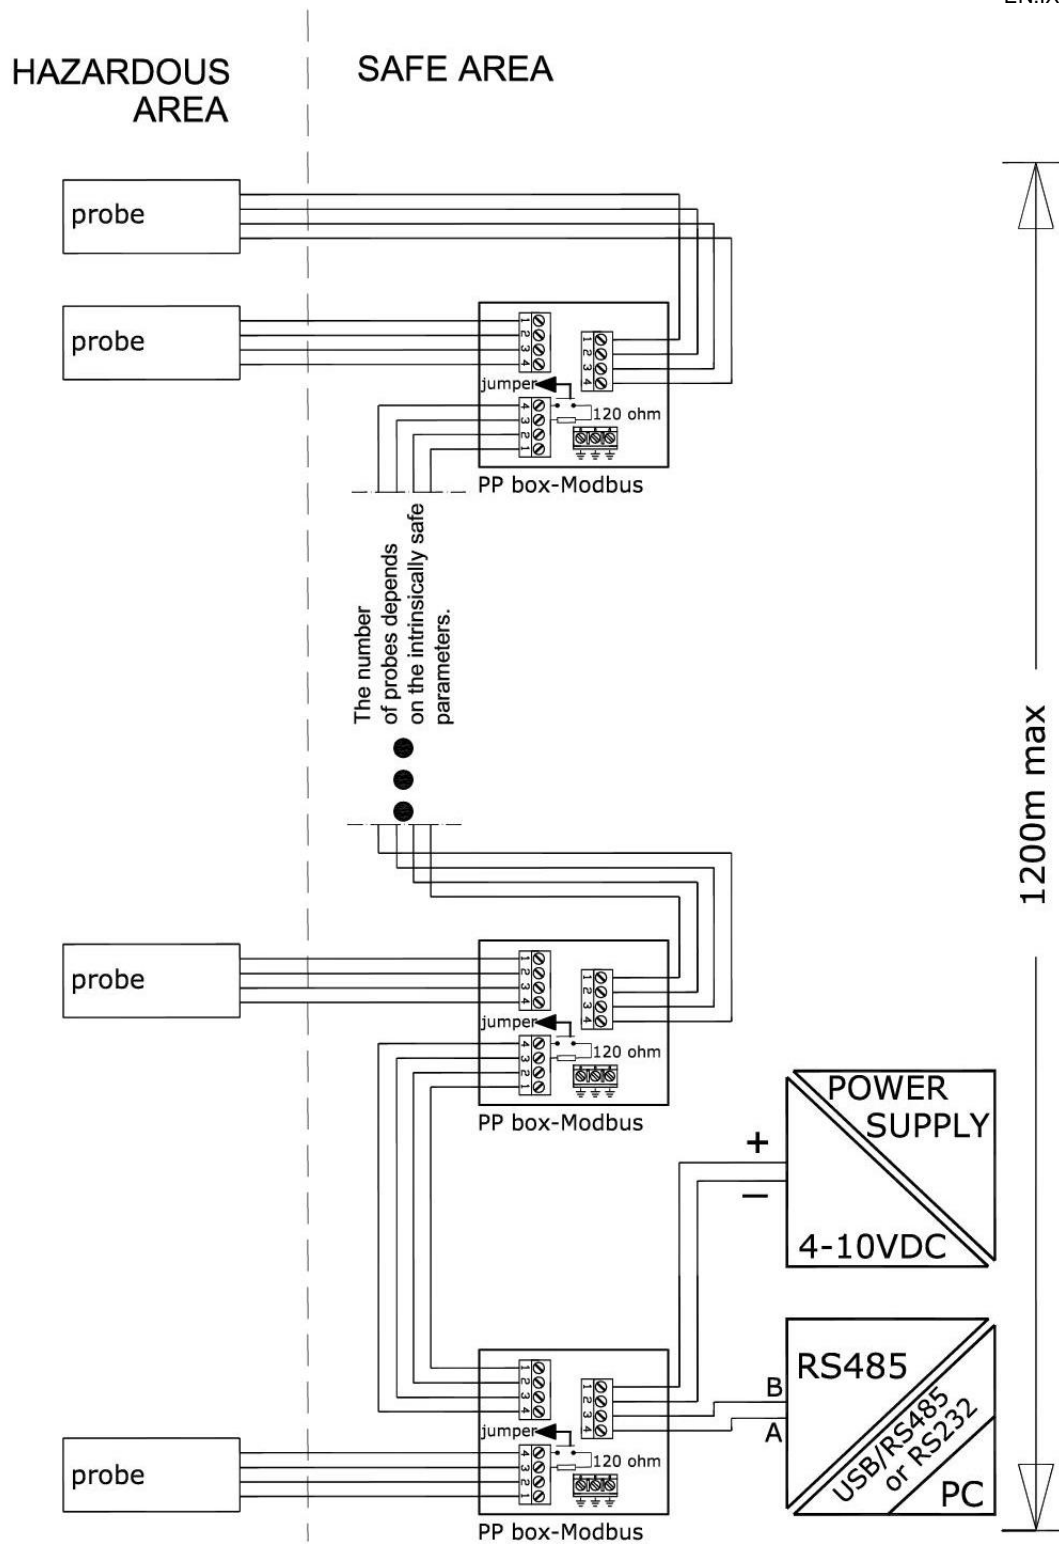 HAZARDOUS
AREA
SAFE AREA
probe
probe
1
2
3
4
1
2
3
4
jumper
4
3
2
1
120 ohm
PP box-Modbus
The number
of probes depends
on the intrinsically safe
parameters.
1200m max
probe
1
2
3
4
1
2
3
4
jumper
4
3
2
1
120 ohm
PP box-Modbus
+
–
POWER
SUPPLY
4-10VDC
1
2
3
4
1
2
3
4
jumper
4
3
2
1
120 ohm
PP box-Modbus
probe
B
A
RS485
USB/RS485
or RS232
PC